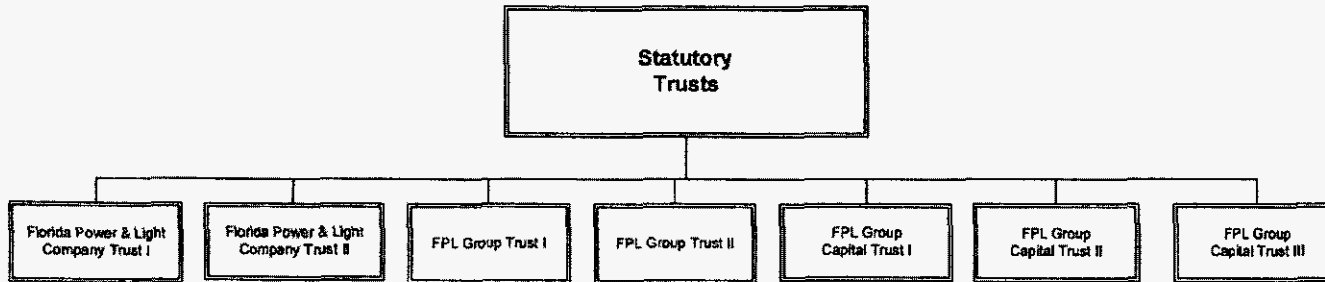 Statutory
Trusts
Florida Power & Light
Company Trust I
Florida Power & Light
Company Trust II
FPL Group Trust I
FPL Group Trust II
FPL Group
Capital Trust I
FPL Group
Capital Trust II
FPL Group
Capital Trust III